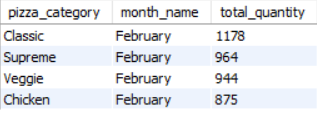 pizza_category month_name total_quantity
Classic February 1178
Supreme February 964
Veggie February 944
Chicken February 875